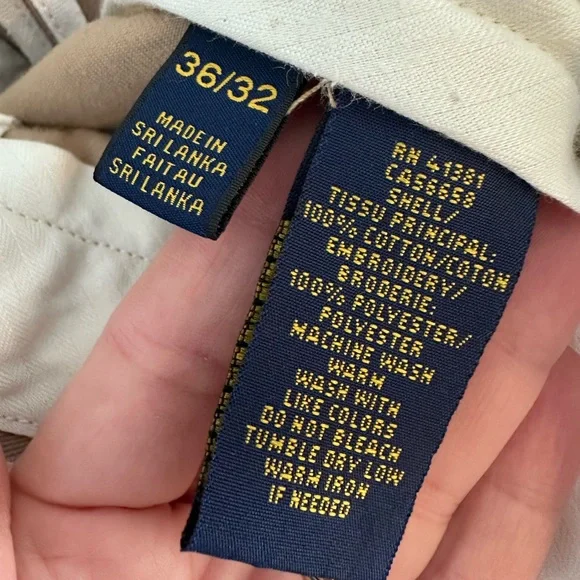 36/32
MADE IN
SRI LANKA
FAIT AU
SRI LANKA
RN 41381
CA56658
SHELL/
TISSU PRINCIPAL:
100% COTTON/COTON
EMBROIDERY/
BRODERIE:
100% POLYESTER/
POLYESTER
MACHINE WASH
WARM
WASH WITH
LIKE COLORS
DO NOT BLEACH
TUMBLE DRY LOW
WARM IRON
IF NEEDED